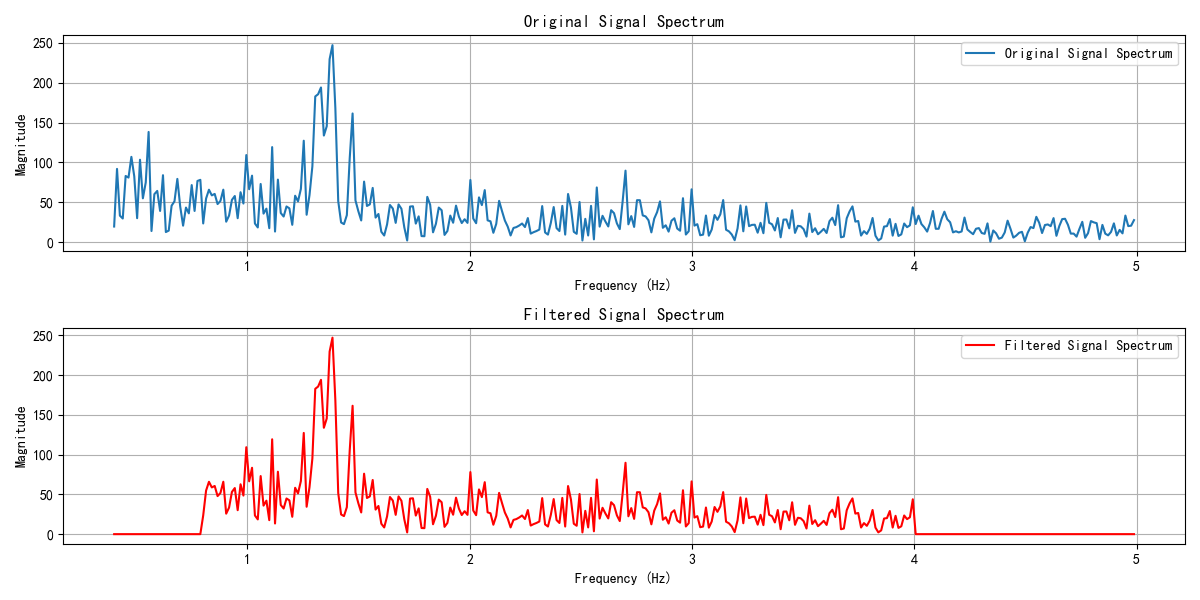 Original Signal Spectrum
250
200
150
100
50
0
Magnitude
Original Signal Spectrum
1
2
3
4
5
Frequency (Hz)
Filtered Signal Spectrum
250
200
150
100
50
0
Magnitude
Filtered Signal Spectrum
1
2
3
4
5
Frequency (Hz)